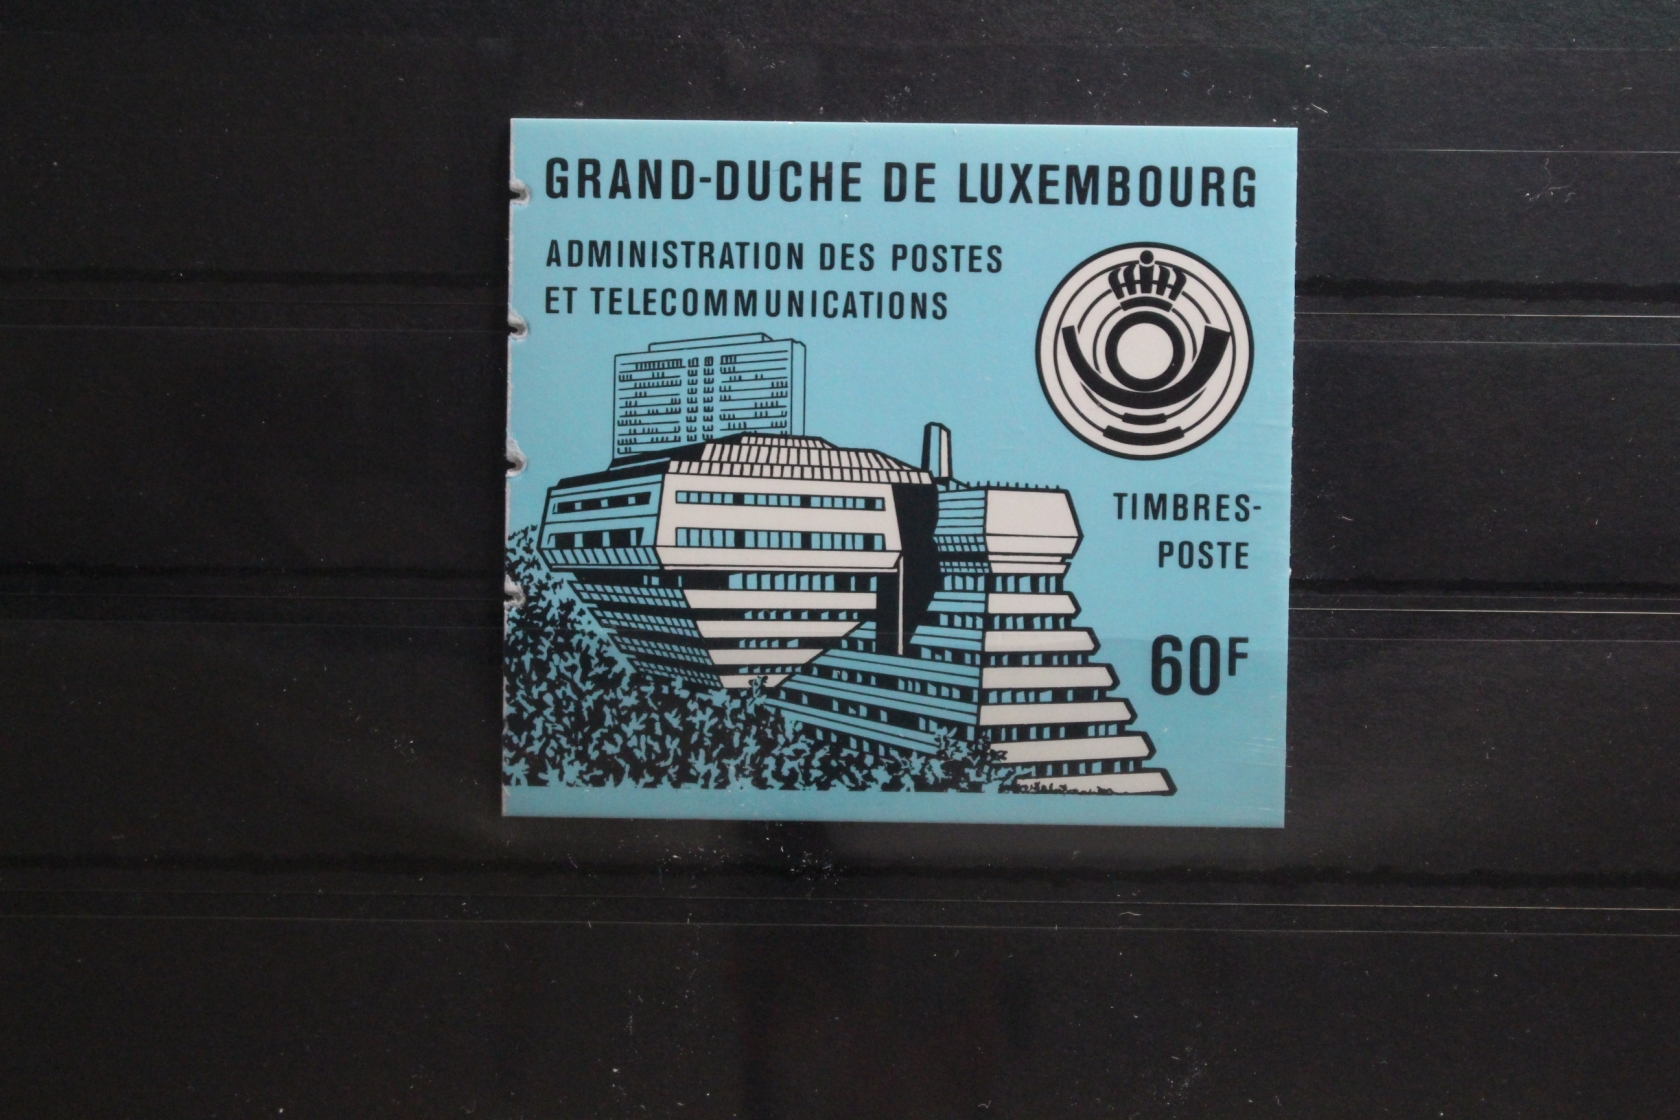 GRAND-DUCHE DE LUXEMBOURG
ADMINISTRATION DES POSTES
ET TELECOMMUNICATIONS
TIMBRES-
POSTE
60F